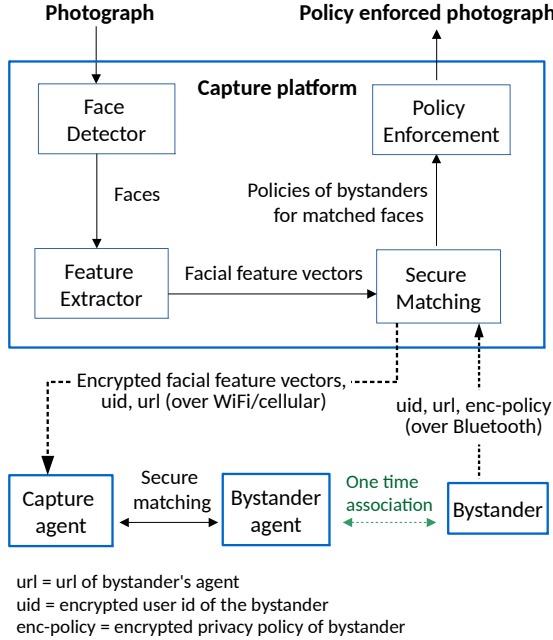 Photograph
Policy enforced photograph
Capture platform
Face
Detector
Policy
Enforcement
Faces
Policies of bystanders
for matched faces
Feature
Extractor
Facial feature vectors
Secure
Matching
Encrypted facial feature vectors,
uid, url (over WiFi/cellular)
uid, url, enc-policy
(over Bluetooth)
Capture
agent
Secure
matching
Bystander
agent
One time
association
Bystander
url = url of bystander's agent
uid = encrypted user id of the bystander
enc-policy = encrypted privacy policy of bystander